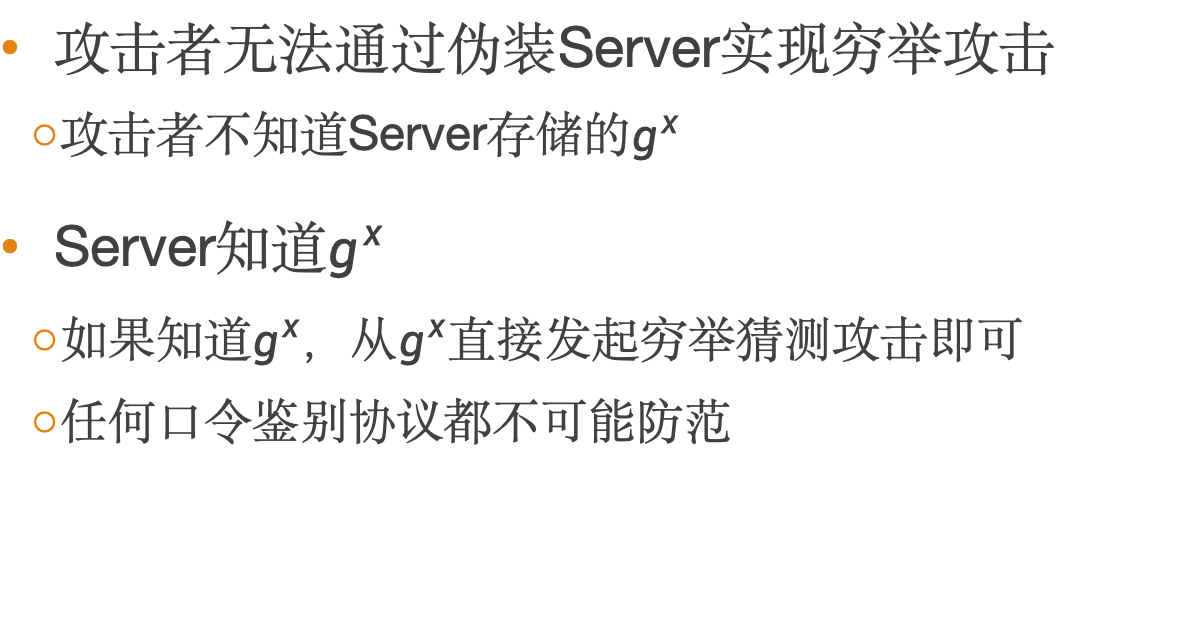 • 攻击者无法通过伪装Server实现穷举攻击
○攻击者不知道Server存储的gˣ
• Server知道gˣ
○如果知道gˣ，从gˣ直接发起穷举猜测攻击即可
○任何口令鉴别协议都不可能防范